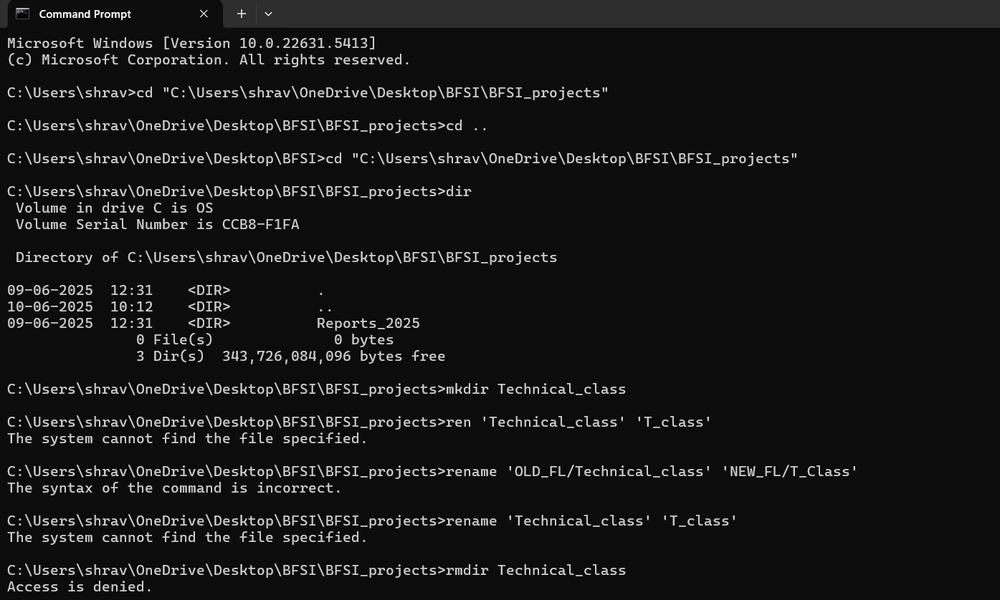 Command Prompt
Microsoft Windows [Version 10.0.22631.5413]
(c) Microsoft Corporation. All rights reserved.
C:\Users\shrav>cd "C:\Users\shrav\OneDrive\Desktop\BFSI\BFSI_projects"
C:\Users\shrav\OneDrive\Desktop\BFSI\BFSI_projects>cd ..
C:\Users\shrav\OneDrive\Desktop\BFSI>cd "C:\Users\shrav\OneDrive\Desktop\BFSI\BFSI_projects"
C:\Users\shrav\OneDrive\Desktop\BFSI\BFSI_projects>dir
 Volume in drive C is OS
 Volume Serial Number is CCB8-F1FA
 Directory of C:\Users\shrav\OneDrive\Desktop\BFSI\BFSI_projects
09-06-2025  12:31    <DIR>          .
10-06-2025  10:12    <DIR>          ..
09-06-2025  12:31    <DIR>          Reports_2025
               0 File(s)              0 bytes
               3 Dir(s)  343,726,084,096 bytes free
C:\Users\shrav\OneDrive\Desktop\BFSI\BFSI_projects>mkdir Technical_class
C:\Users\shrav\OneDrive\Desktop\BFSI\BFSI_projects>ren 'Technical_class' 'T_class'
The system cannot find the file specified.
C:\Users\shrav\OneDrive\Desktop\BFSI\BFSI_projects>rename 'OLD_FL/Technical_class' 'NEW_FL/T_Class'
The syntax of the command is incorrect.
C:\Users\shrav\OneDrive\Desktop\BFSI\BFSI_projects>rename 'Technical_class' 'T_class'
The system cannot find the file specified.
C:\Users\shrav\OneDrive\Desktop\BFSI\BFSI_projects>rmdir Technical_class
Access is denied.